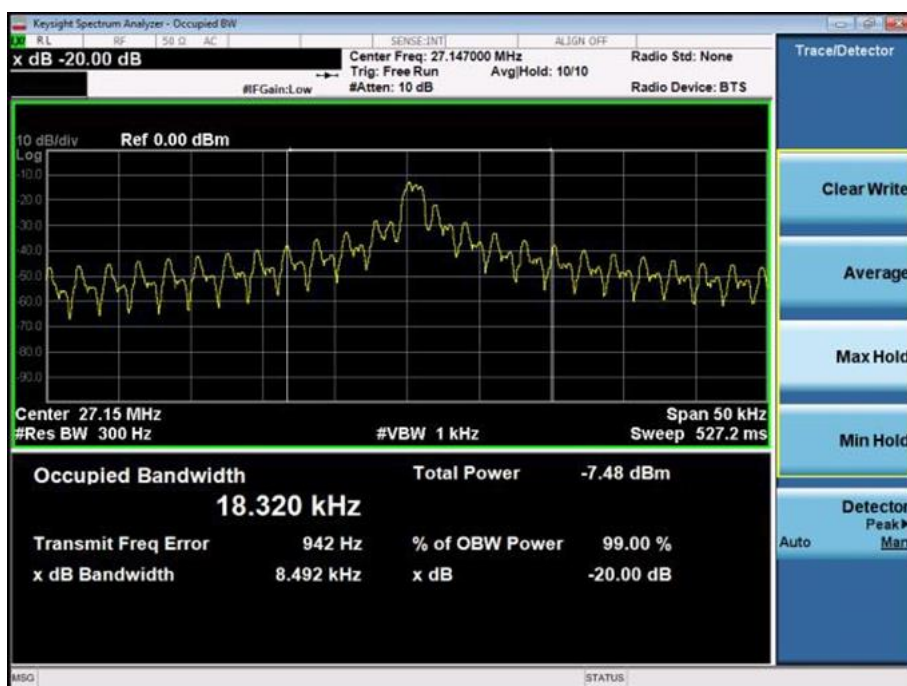 Keysight Spectrum Analyzer - Occupied BW
RL RF 50 Ω AC SENSE:INT ALIGN OFF
x dB -20.00 dB
Center Freq: 27.147000 MHz Radio Std: None
Trig: Free Run Avg|Hold: 10/10
#IFGain:Low #Atten: 10 dB Radio Device: BTS
10 dB/div Ref 0.00 dBm
Log
-10.0
-20.0
-30.0
-40.0
-50.0
-60.0
-70.0
-80.0
-90.0
Center 27.15 MHz Span 50 kHz
#Res BW 300 Hz #VBW 1 kHz Sweep 527.2 ms
Occupied Bandwidth Total Power -7.48 dBm
18.320 kHz
Transmit Freq Error 942 Hz % of OBW Power 99.00 %
x dB Bandwidth 8.492 kHz x dB -20.00 dB
MSG STATUS
Trace/Detector
Clear Write
Average
Max Hold
Min Hold
Detector
Peak
Auto Man